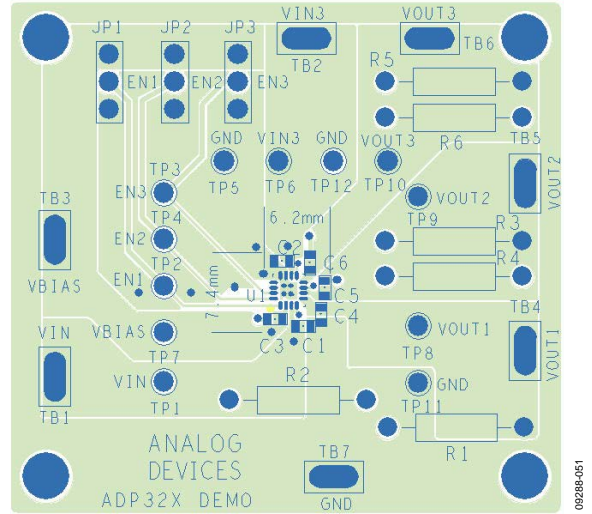 VIN3 VOUT3
JP1 JP2 JP3
TB2 TB6
R5
EN1 EN2 EN3
R6 TB5
GND VIN3 GND VOUT3
TP5 TP6 TP12 TP10
TP3
EN3
TP4
EN2
TP2
EN1
TB3
VBIAS
VOUT2
TP9
VOUT2
R3
R4
6.2mm
7.4mm
C2 C6
U1 C5
C4
C3 C1
TB4
VIN VBIAS VOUT1
TP7 TP8
VOUT1
VIN GND
TP1 TP11
TB1
R2
R1
ANALOG
DEVICES
ADP32X DEMO
TB7
GND
09288-051